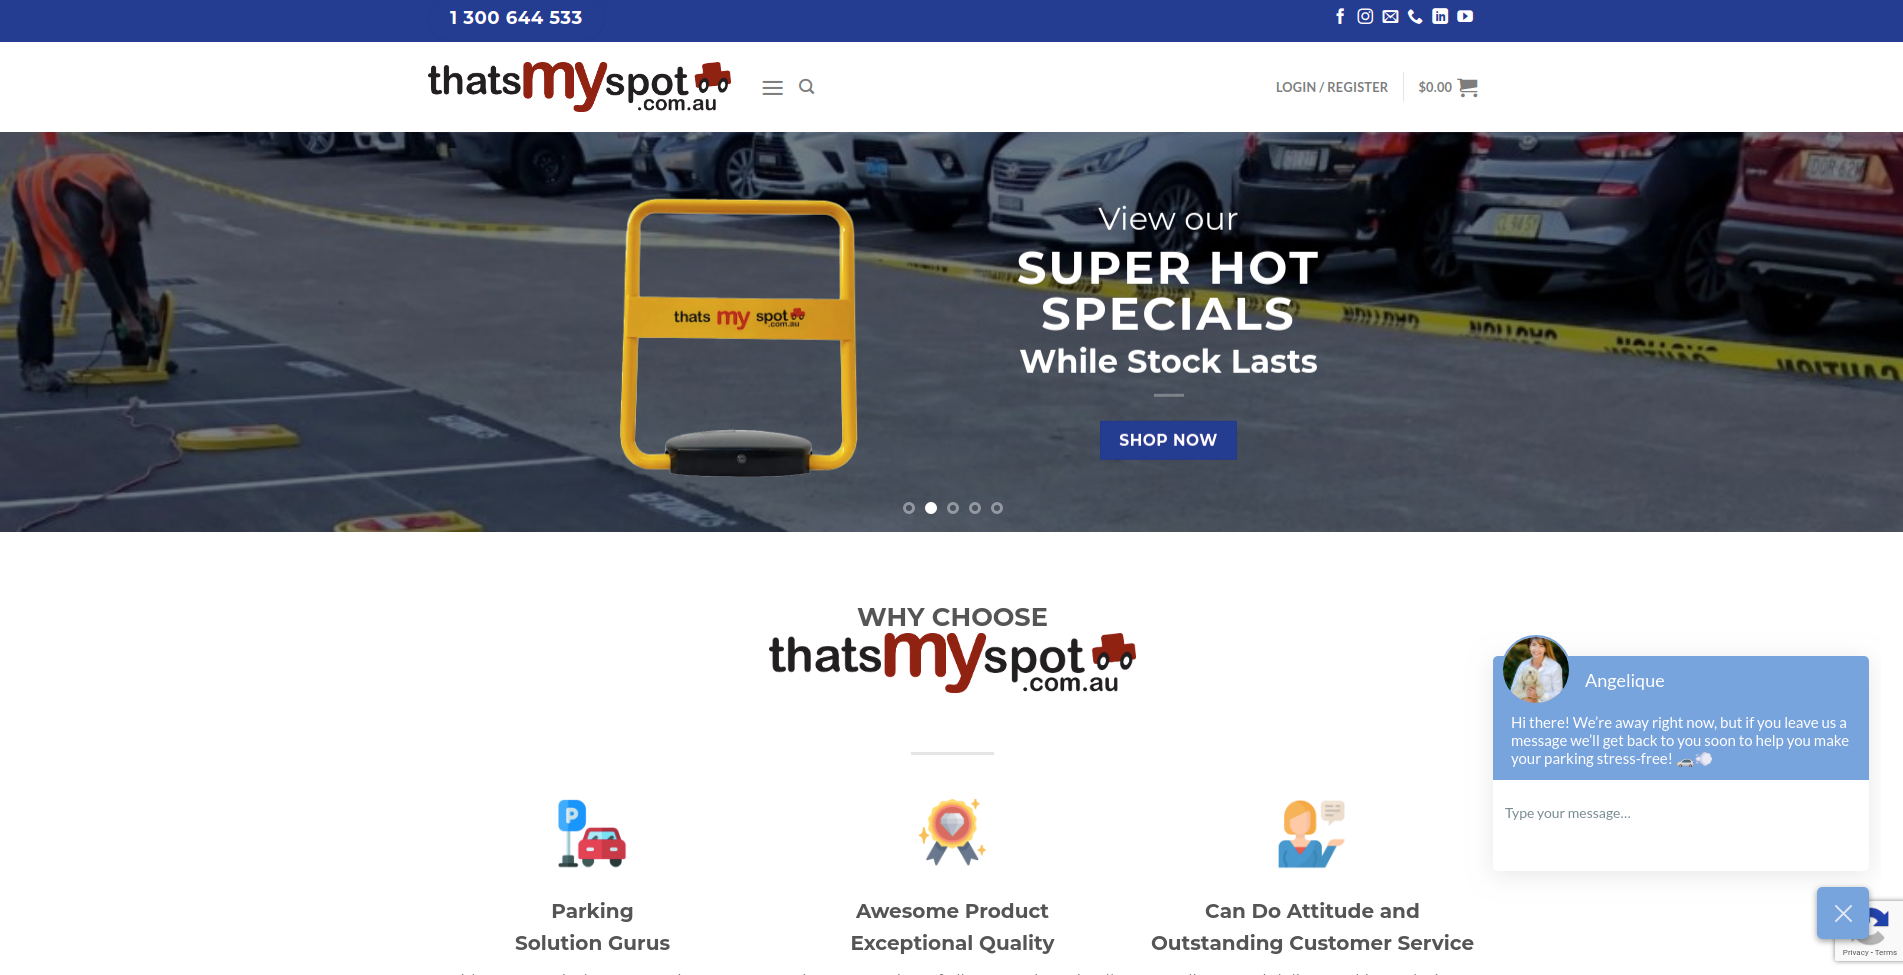 1 300 644 533
thatsmyspot
.com.au
LOGIN / REGISTER
$0.00
View our
SUPER HOT
SPECIALS
While Stock Lasts
SHOP NOW
thats my spot
.com.au
WHY CHOOSE
thatsmyspot
.com.au
Angelique
Hi there! We're away right now, but if you leave us a
message we'll get back to you soon to help you make
your parking stress-free! 🚗💨
Type your message...
P
Parking
Solution Gurus
Awesome Product
Exceptional Quality
Can Do Attitude and
Outstanding Customer Service
Privacy - Terms